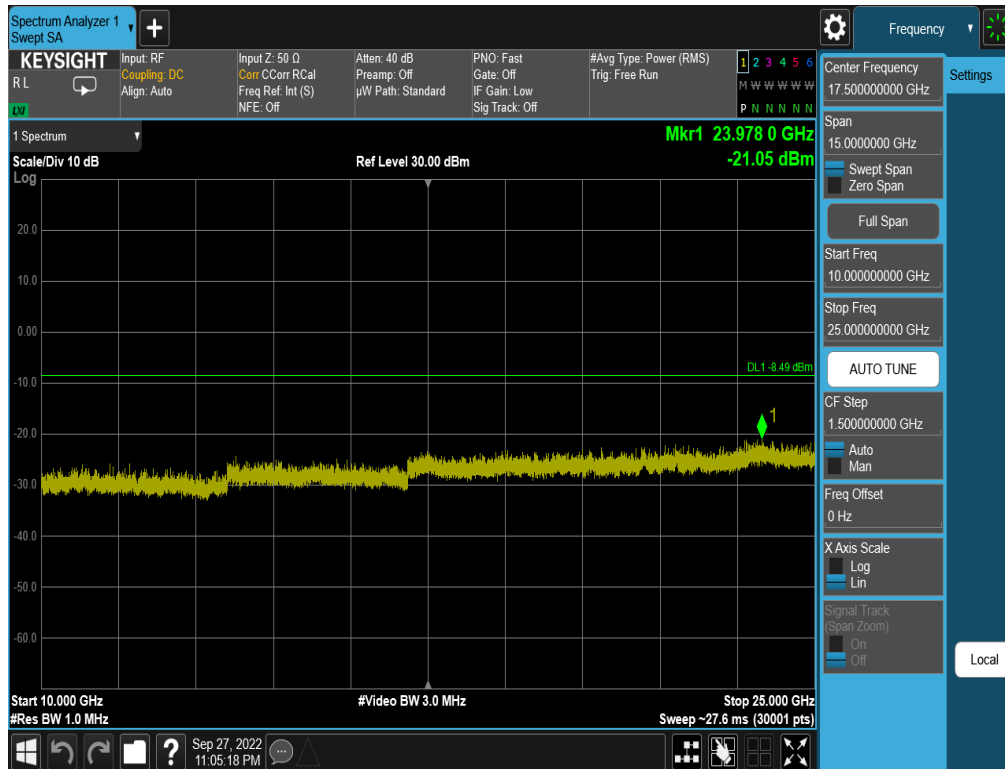 Spectrum Analyzer 1
Swept SA
Frequency
KEYSIGHT
R L
LXI
Input: RF
Coupling: DC
Align: Auto
Input Z: 50 Ω
Corr CCorr RCal
Freq Ref: Int (S)
NFE: Off
Atten: 40 dB
Preamp: Off
µW Path: Standard
PNO: Fast
Gate: Off
IF Gain: Low
Sig Track: Off
#Avg Type: Power (RMS)
Trig: Free Run
1 2 3 4 5 6
M W W W W W
P N N N N N
1 Spectrum
Mkr1 23.978 0 GHz
Scale/Div 10 dB
Ref Level 30.00 dBm
-21.05 dBm
Log
20.0
10.0
0.00
DL1 -8.49 dBm
-10.0
1
-20.0
-30.0
-40.0
-50.0
-60.0
Start 10.000 GHz
#Video BW 3.0 MHz
Stop 25.000 GHz
#Res BW 1.0 MHz
Sweep ~27.6 ms (30001 pts)
?
Sep 27, 2022
11:05:18 PM
Center Frequency
17.500000000 GHz
Settings
Span
15.0000000 GHz
Swept Span
Zero Span
Full Span
Start Freq
10.000000000 GHz
Stop Freq
25.000000000 GHz
AUTO TUNE
CF Step
1.500000000 GHz
Auto
Man
Freq Offset
0 Hz
X Axis Scale
Log
Lin
Signal Track
(Span Zoom)
On
Off
Local